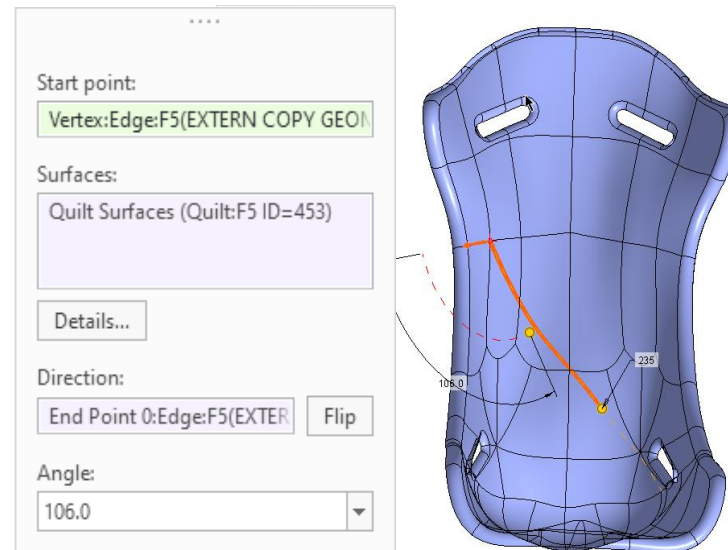 Start point:
Vertex:Edge:F5(EXTERN COPY GEOM
Surfaces:
Quilt Surfaces (Quilt:F5 ID=453)
Details...
Direction:
End Point 0:Edge:F5(EXTER
Flip
Angle:
106.0
106.0
235